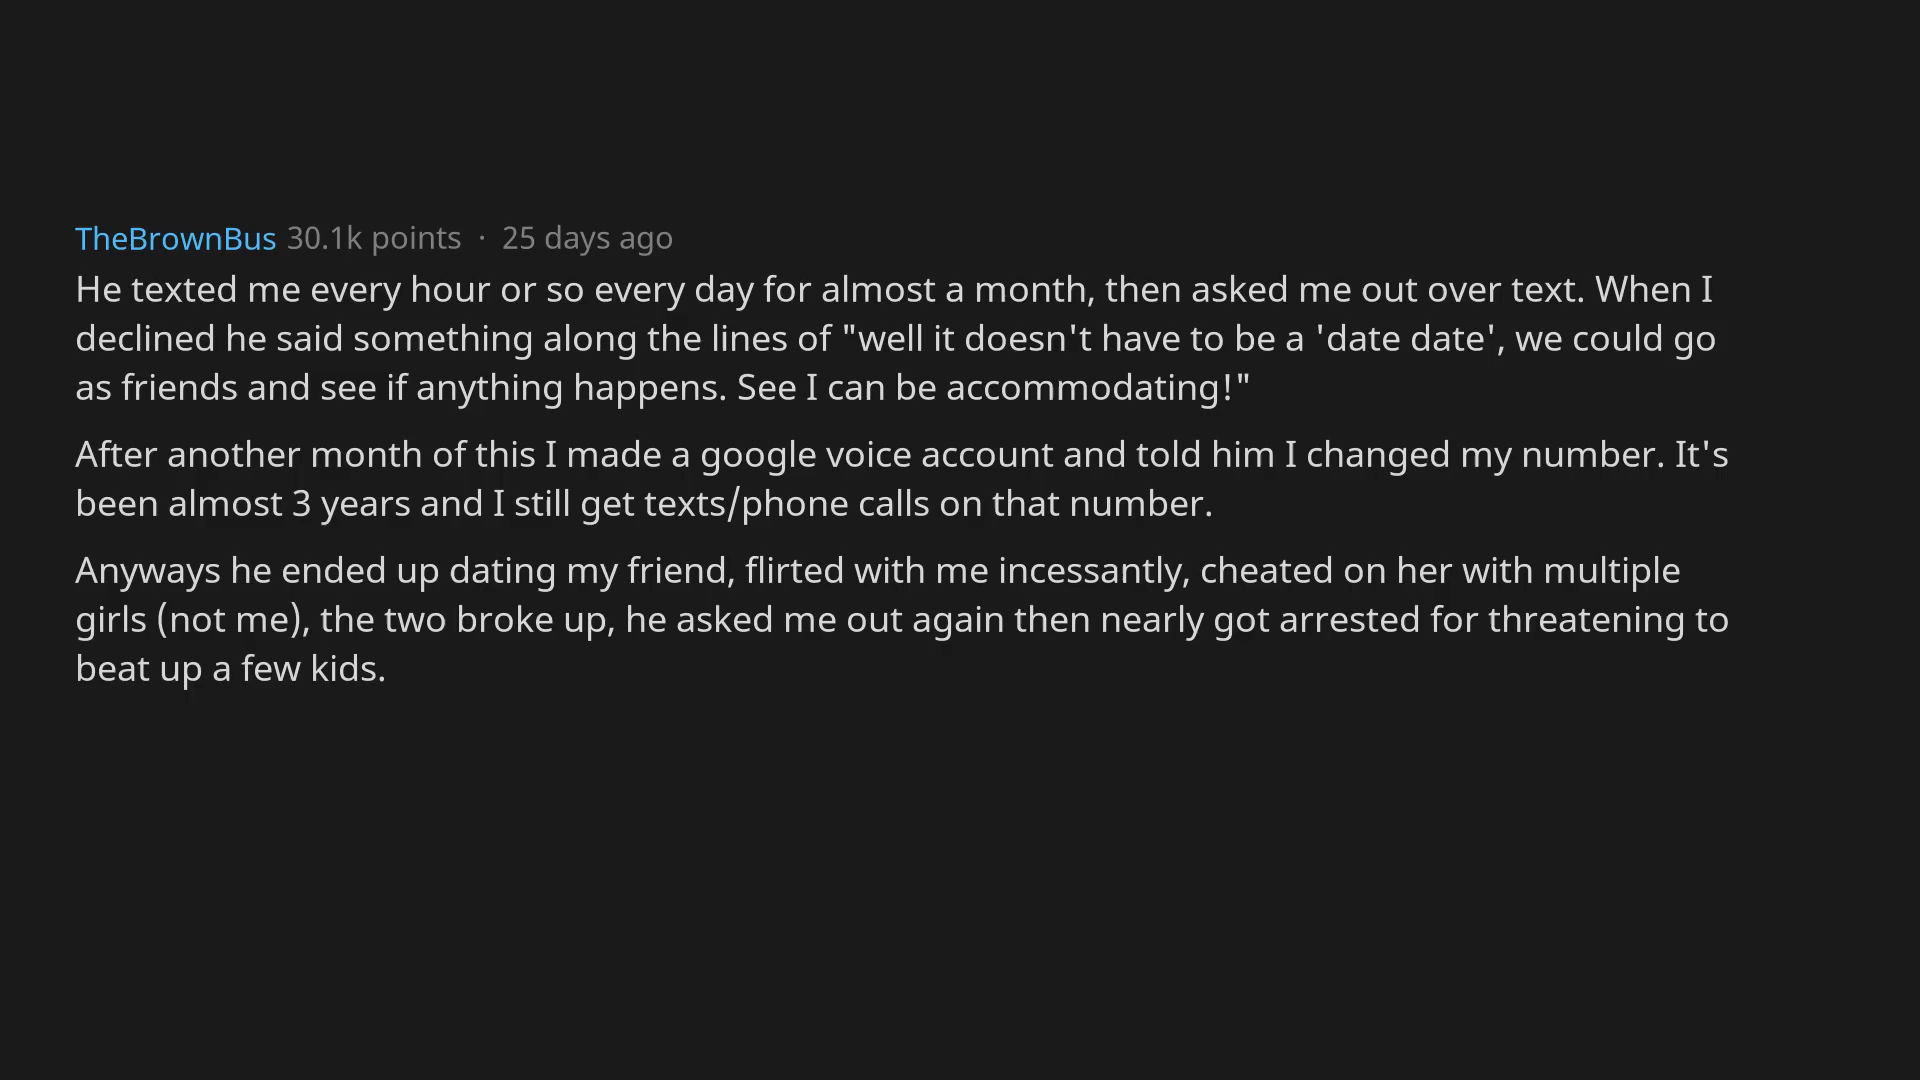 TheBrownBus 30.1k points · 25 days ago
He texted me every hour or so every day for almost a month, then asked me out over text. When I
declined he said something along the lines of "well it doesn't have to be a 'date date', we could go
as friends and see if anything happens. See I can be accommodating!"
After another month of this I made a google voice account and told him I changed my number. It's
been almost 3 years and I still get texts/phone calls on that number.
Anyways he ended up dating my friend, flirted with me incessantly, cheated on her with multiple
girls (not me), the two broke up, he asked me out again then nearly got arrested for threatening to
beat up a few kids.